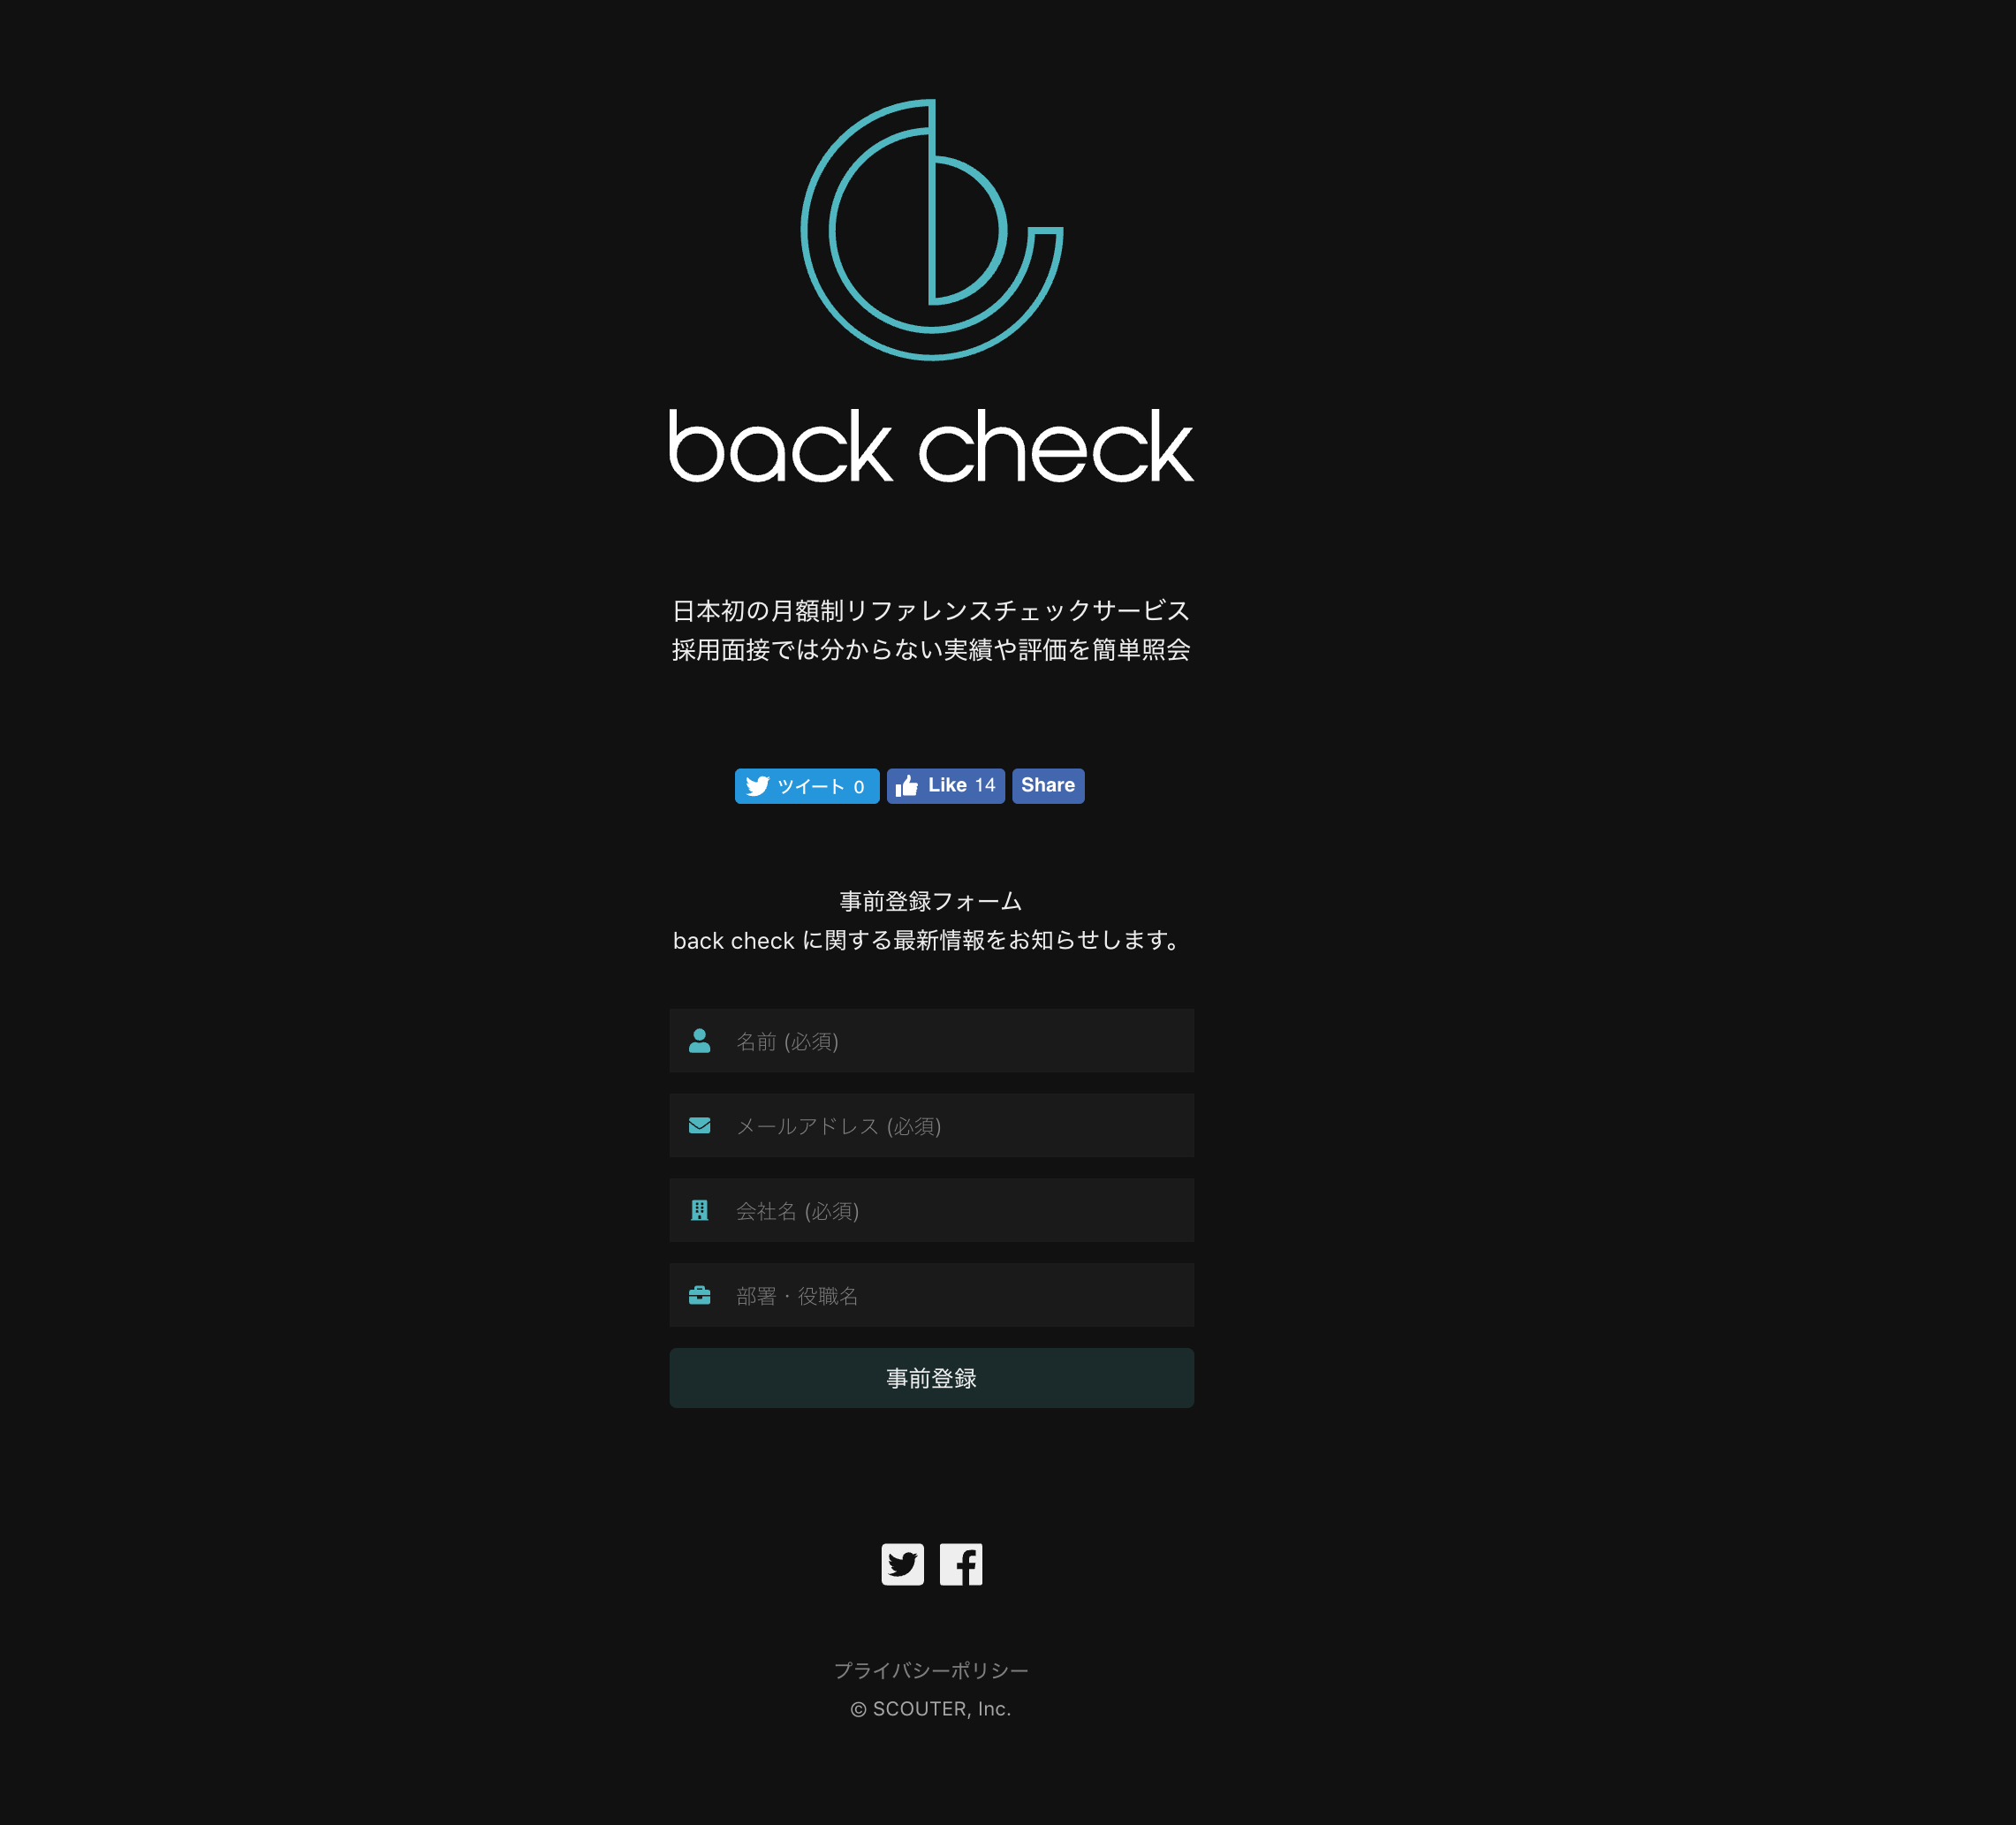 back check
日本初の月額制リファレンスチェックサービス
採用面接では分からない実績や評価を簡単照会
ツイート 0
Like 14
Share
事前登録フォーム
back check に関する最新情報をお知らせします。
名前 (必須)
メールアドレス (必須)
会社名 (必須)
部署・役職名
事前登録
プライバシーポリシー
© SCOUTER, Inc.